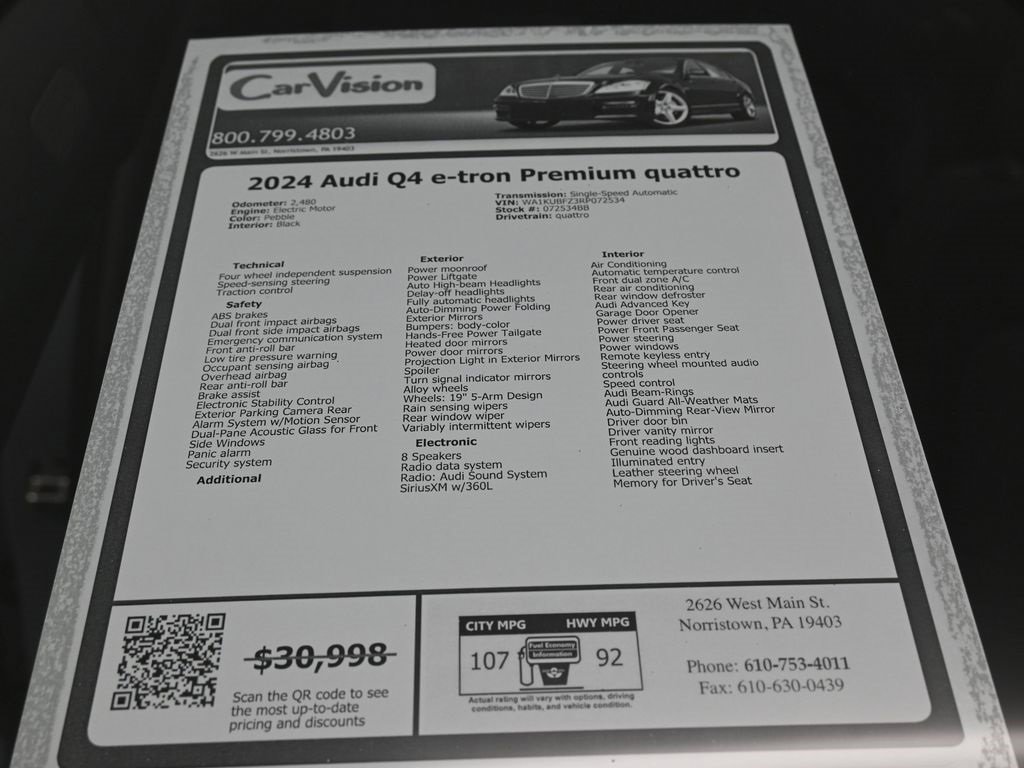 CarVision
800.799.4803
2626 W Main St, Norristown, PA 19403
2024 Audi Q4 e-tron Premium quattro
Odometer: 2,480
Engine: Electric Motor
Color: Pebble
Interior: Black
Transmission: Single-Speed Automatic
VIN: WA1KUBFZ3RP072534
Stock #: 072534BB
Drivetrain: quattro
Technical
Four wheel independent suspension
Speed-sensing steering
Traction control
Safety
ABS brakes
Dual front impact airbags
Dual front side impact airbags
Emergency communication system
Front anti-roll bar
Low tire pressure warning
Occupant sensing airbag
Overhead airbag
Rear anti-roll bar
Brake assist
Electronic Stability Control
Exterior Parking Camera Rear
Alarm System w/Motion Sensor
Dual-Pane Acoustic Glass for Front
Side Windows
Panic alarm
Security system
Additional
Exterior
Power moonroof
Power Liftgate
Auto High-beam Headlights
Delay-off headlights
Fully automatic headlights
Auto-Dimming Power Folding
Exterior Mirrors
Bumpers: body-color
Hands-Free Power Tailgate
Heated door mirrors
Power door mirrors
Projection Light in Exterior Mirrors
Spoiler
Turn signal indicator mirrors
Alloy wheels
Wheels: 19" 5-Arm Design
Rain sensing wipers
Rear window wiper
Variably intermittent wipers
Electronic
8 Speakers
Radio data system
Radio: Audi Sound System
SiriusXM w/360L
Interior
Air Conditioning
Automatic temperature control
Front dual zone A/C
Rear air conditioning
Rear window defroster
Audi Advanced Key
Garage Door Opener
Power driver seat
Power Front Passenger Seat
Power steering
Power windows
Remote keyless entry
Steering wheel mounted audio
controls
Speed control
Audi Beam-Rings
Audi Guard All-Weather Mats
Auto-Dimming Rear-View Mirror
Driver door bin
Driver vanity mirror
Front reading lights
Genuine wood dashboard insert
Illuminated entry
Leather steering wheel
Memory for Driver's Seat
$30,998
Scan the QR code to see
the most up-to-date
pricing and discounts
CITY MPG
HWY MPG
107
Fuel Economy
Information
92
Actual rating will vary with options, driving
conditions, habits, and vehicle condition.
2626 West Main St.
Norristown, PA 19403
Phone: 610-753-4011
Fax: 610-630-0439